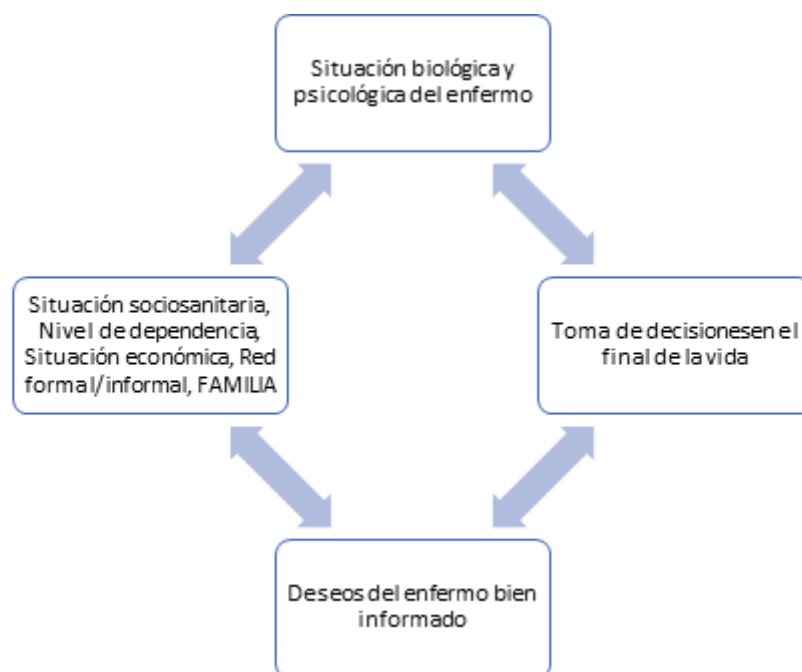 Situación biológica y
psicológica del enfermo
Situación sociosanitaria,
Nivel de dependencia,
Situación económica, Red
formal/informal, FAMILIA
Toma de decisionesen el
final de la vida
Deseos del enfermo bien
informado